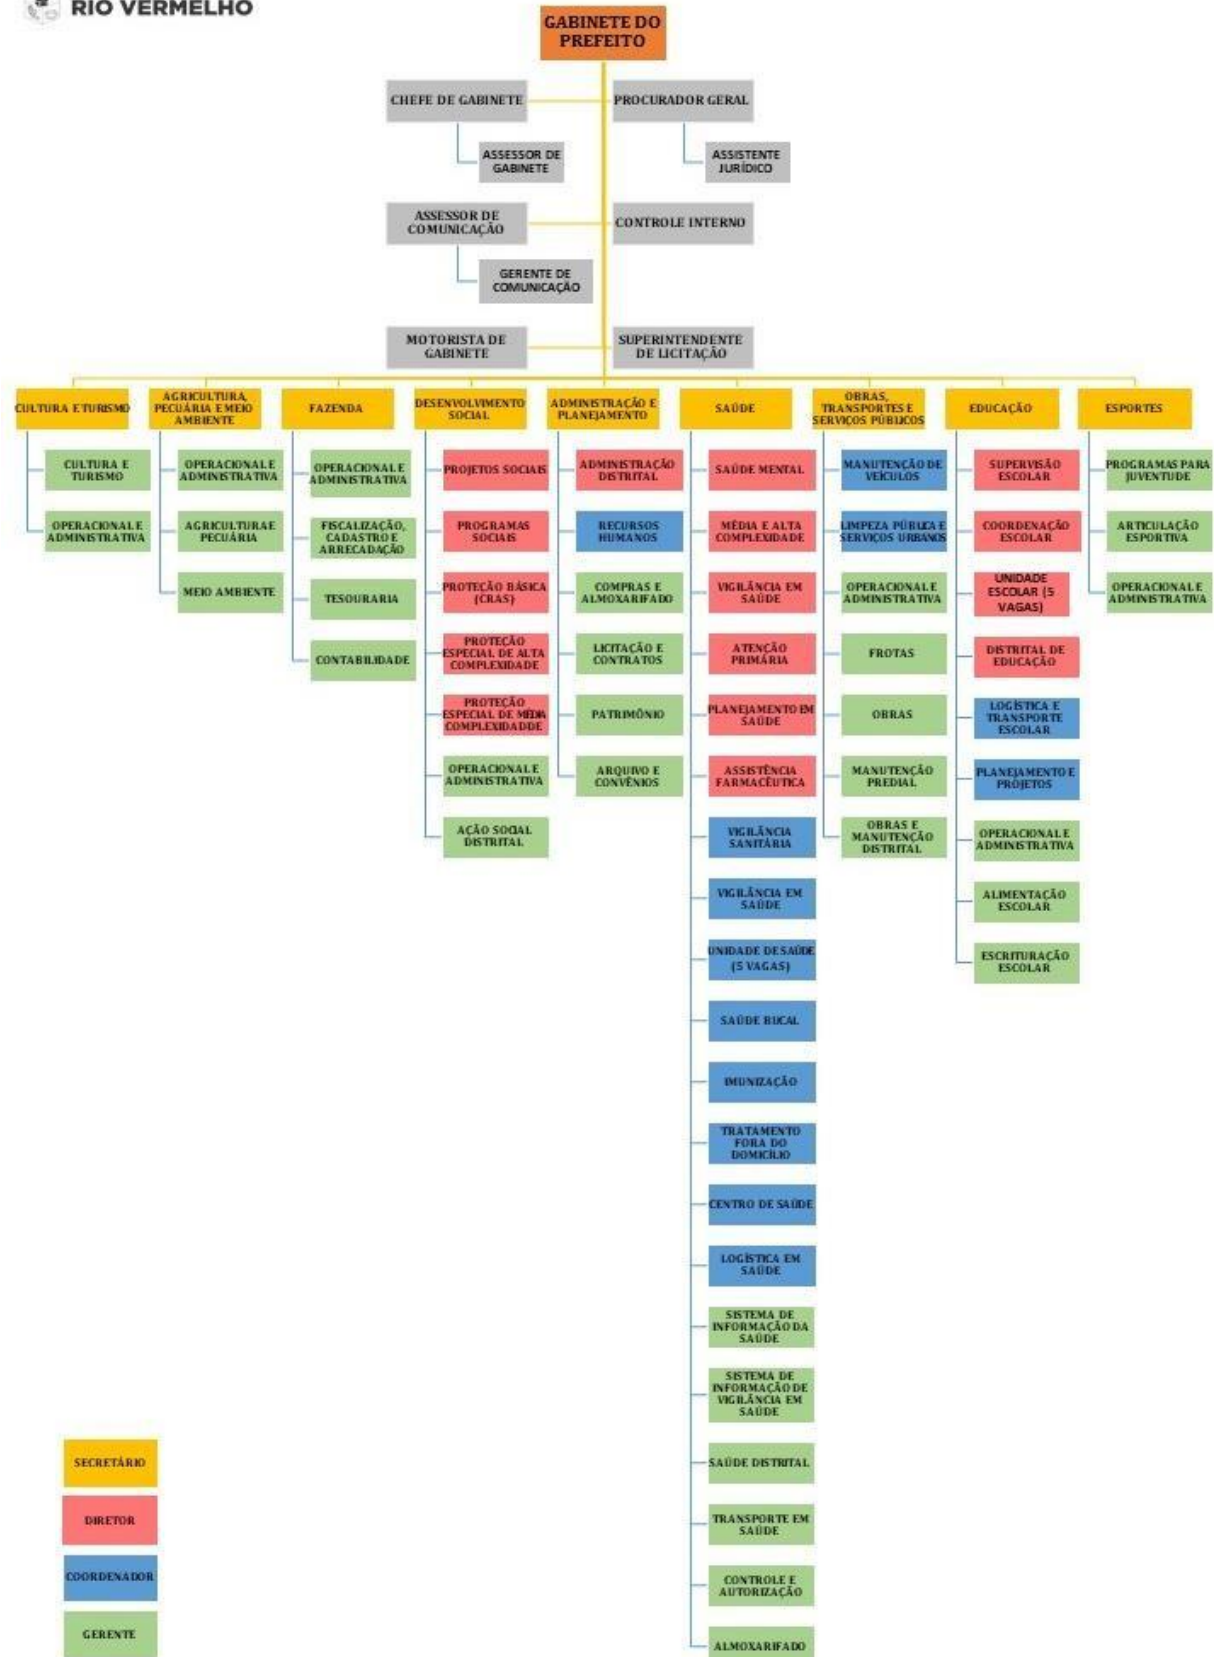 RIO VERMELHO
GABINETE DO
PREFEITO
CHEFE DE GABINETE
PROCURADOR GERAL
ASSESSOR DE
GABINETE
ASSISTENTE
JURÍDICO
ASSESSOR DE
COMUNICAÇÃO
CONTROLE INTERNO
GERENTE DE
COMUNICAÇÃO
MOTORISTA DE
GABINETE
SUPERINTENDENTE
DE LICITAÇÃO
CULTURA E TURISMO
CULTURA E
TURISMO
OPERACIONAL E
ADMINISTRATIVA
AGRICULTURA,
PECUÁRIA E MEIO
AMBIENTE
OPERACIONAL E
ADMINISTRATIVA
AGRICULTURA E
PECUÁRIA
MEIO AMBIENTE
FAZENDA
OPERACIONAL E
ADMINISTRATIVA
FISCALIZAÇÃO,
CADASTRO E
ARRECADAÇÃO
TESOURARIA
CONTABILIDADE
DESENVOLVIMENTO
SOCIAL
PROJETOS SOCIAIS
PROGRAMAS
SOCIAIS
PROTEÇÃO BÁSICA
(CRAS)
PROTEÇÃO
ESPECIAL DE ALTA
COMPLEXIDADE
PROTEÇÃO
ESPECIAL DE MÉDIA
COMPLEXIDADDE
OPERACIONAL E
ADMINISTRATIVA
AÇÃO SOCIAL
DISTRITAL
ADMINISTRAÇÃO E
PLANEJAMENTO
ADMINISTRAÇÃO
DISTRITAL
RECURSOS
HUMANOS
COMPRAS E
ALMOXARIFADO
LICITAÇÃO E
CONTRATOS
PATRIMÔNIO
ARQUIVO E
CONVÊNIOS
SAÚDE
SAÚDE MENTAL
MÉDIA E ALTA
COMPLEXIDADE
VIGILÂNCIA EM
SAÚDE
ATENÇÃO
PRIMÁRIA
PLANEJAMENTO EM
SAÚDE
ASSISTÊNCIA
FARMACÊUTICA
VIGILÂNCIA
SANITÁRIA
VIGILÂNCIA EM
SAÚDE
UNIDADE DE SAÚDE
(5 VAGAS)
SAÚDE BUCAL
IMUNIZAÇÃO
TRATAMENTO
FORA DO
DOMICÍLIO
CENTRO DE SAÚDE
LOGÍSTICA EM
SAÚDE
SISTEMA DE
INFORMAÇÃO DA
SAÚDE
SISTEMA DE
INFORMAÇÃO DE
VIGILÂNCIA EM
SAÚDE
SAÚDE DISTRITAL
TRANSPORTE EM
SAÚDE
CONTROLE E
AUTORIZAÇÃO
ALMOXARIFADO
OBRAS,
TRANSPORTES E
SERVIÇOS PÚBLICOS
MANUTENÇÃO DE
VEÍCULOS
LIMPEZA PÚBLICA E
SERVIÇOS URBANOS
OPERACIONAL E
ADMINISTRATIVA
FROTAS
OBRAS
MANUTENÇÃO
PREDIAL
OBRAS E
MANUTENÇÃO
DISTRITAL
EDUCAÇÃO
SUPERVISÃO
ESCOLAR
COORDENAÇÃO
ESCOLAR
UNIDADE
ESCOLAR (5
VAGAS)
DISTRITAL DE
EDUCAÇÃO
LOGÍSTICA E
TRANSPORTE
ESCOLAR
PLANEJAMENTO E
PROJETOS
OPERACIONAL E
ADMINISTRATIVA
ALIMENTAÇÃO
ESCOLAR
ESCRITURAÇÃO
ESCOLAR
ESPORTES
PROGRAMAS PARA
JUVENTUDE
ARTICULAÇÃO
ESPORTIVA
OPERACIONAL E
ADMINISTRATIVA
SECRETÁRIO
DIRETOR
COORDENADOR
GERENTE